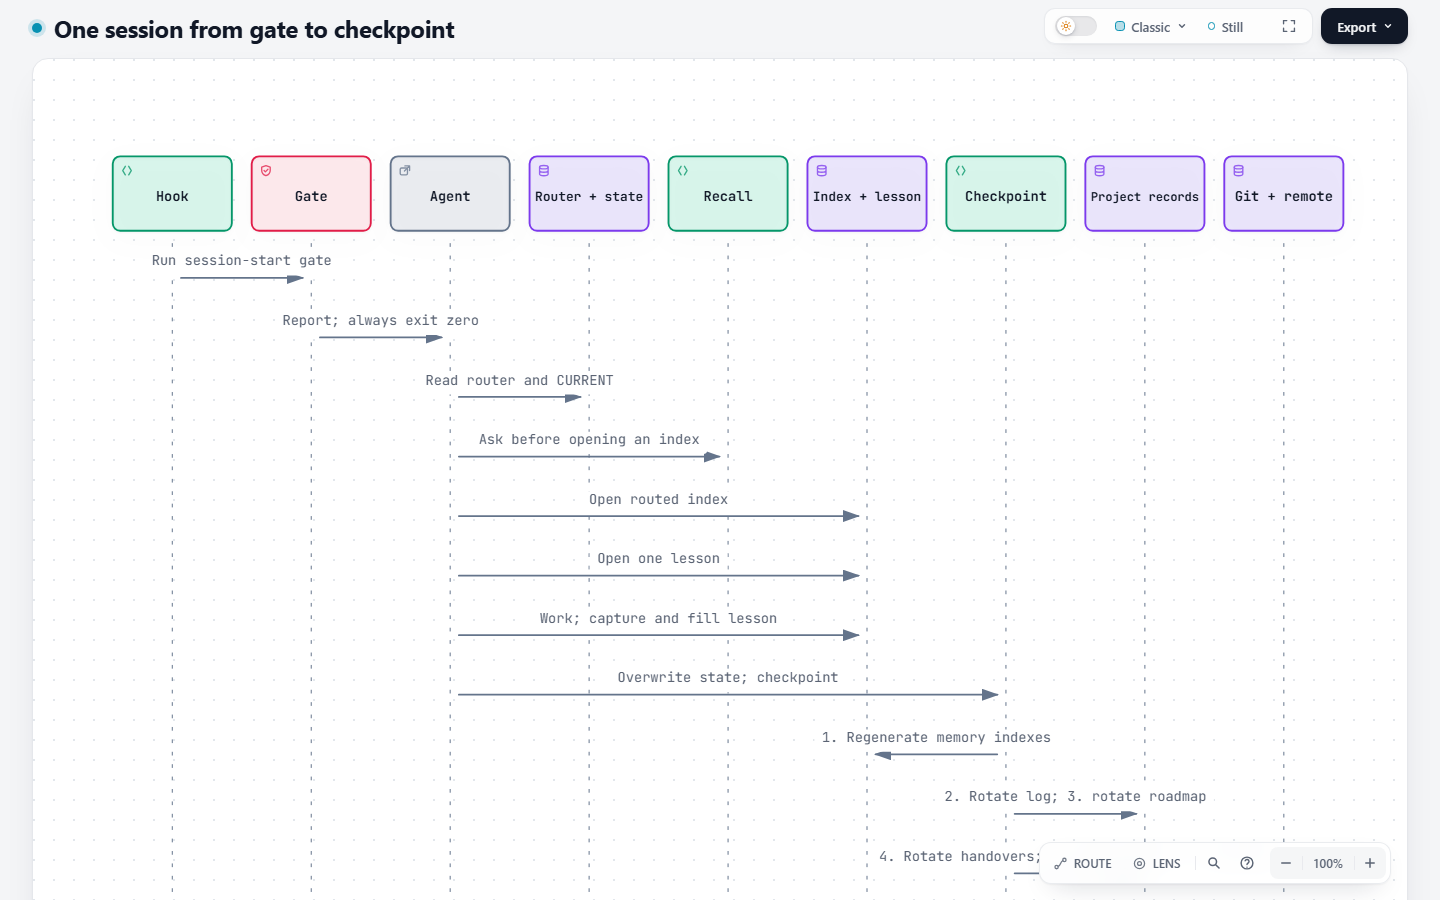 One session from gate to checkpoint
Classic
Still
Export
Hook
Gate
Agent
Router + state
Recall
Index + lesson
Checkpoint
Project records
Git + remote
Run session-start gate
Report; always exit zero
Read router and CURRENT
Ask before opening an index
Open routed index
Open one lesson
Work; capture and fill lesson
Overwrite state; checkpoint
1. Regenerate memory indexes
2. Rotate log; 3. rotate roadmap
4. Rotate handovers;
ROUTE
LENS
100%